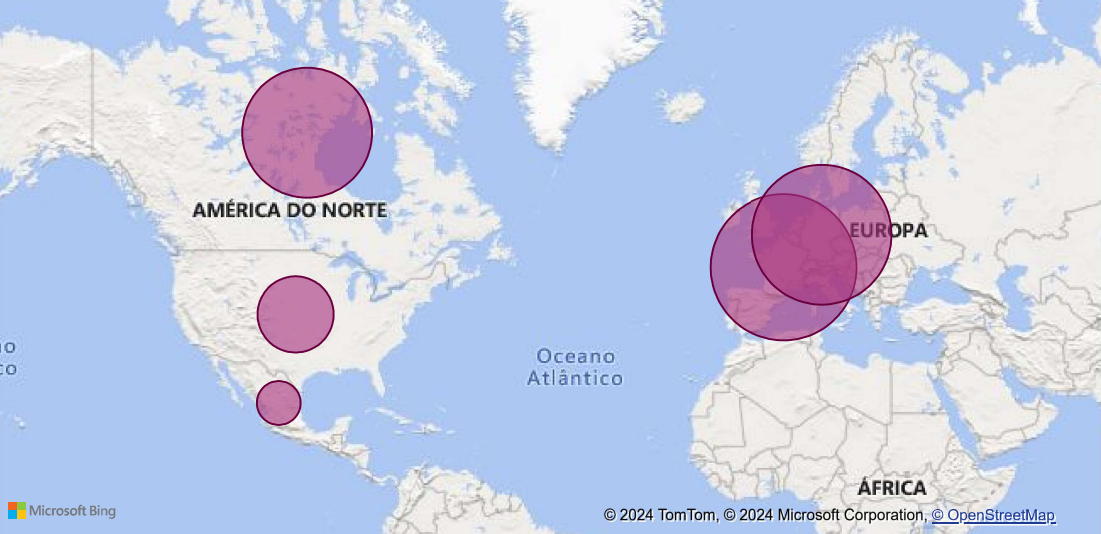 AMÉRICA DO NORTE
EUROPA
Oceano
Atlântico
ÁFRICA
Microsoft Bing
© 2024 TomTom, © 2024 Microsoft Corporation, © OpenStreetMap